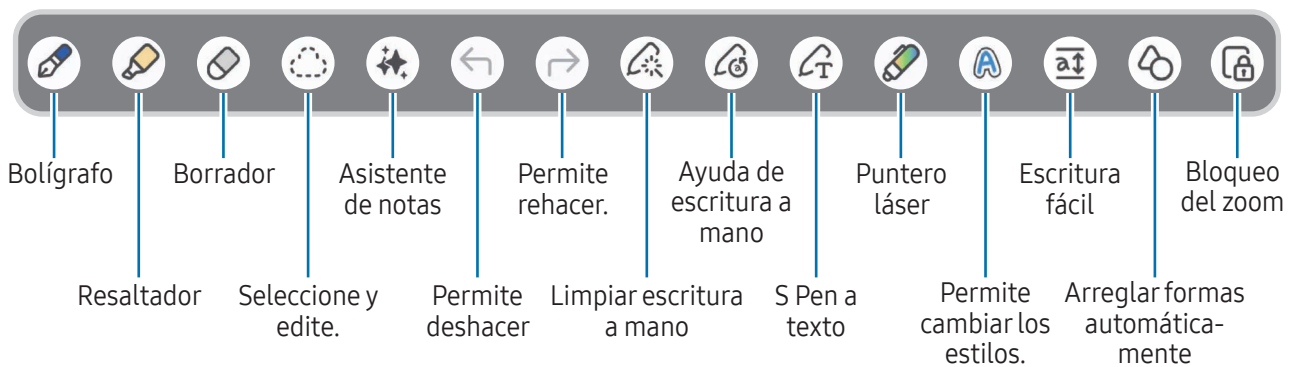 Bolígrafo
Borrador
Asistente
de notas
Permite
rehacer.
Ayuda de
escritura a
mano
Puntero
láser
Escritura
fácil
Bloqueo
del zoom
Resaltador
Seleccione y
edite.
Permite
deshacer
Limpiar escritura
a mano
S Pen a
texto
Permite
cambiar los
estilos.
Arreglar formas
automática-
mente